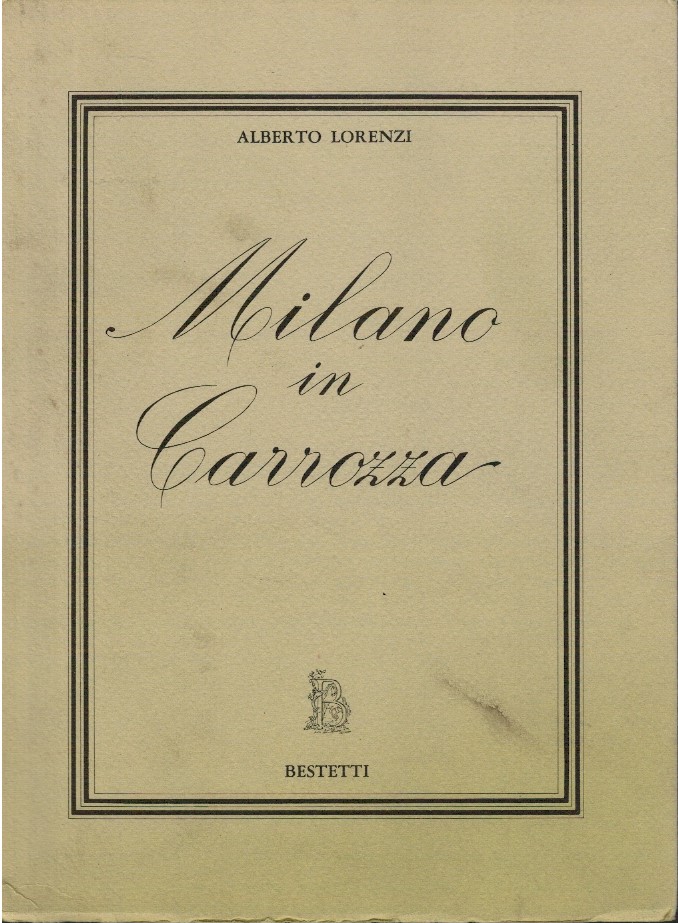 ALBERTO LORENZI
Milano
in
Carrozza
B
BESTETTI